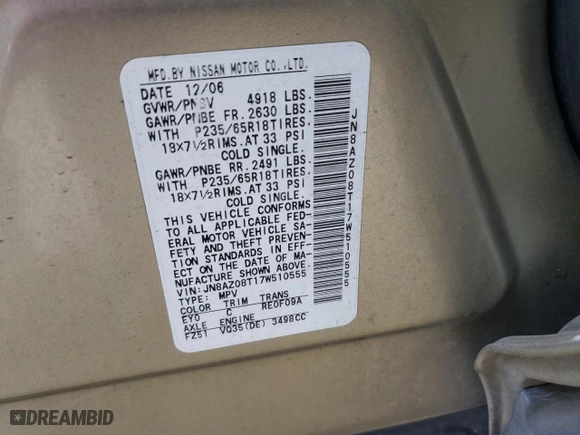 MFD.BY NISSAN MOTOR CO.,LTD.
DATE 12/06
GVWR/PNBV 4918 LBS.
GAWR/PNBE FR. 2630 LBS.
WITH P235/65R18TIRES.
18X7½RIMS.AT 33 PSI
COLD SINGLE.
GAWR/PNBE RR. 2491 LBS.
WITH P235/65R18TIRES.
18X7½RIMS.AT 33 PSI
COLD SINGLE.
THIS VEHICLE CONFORMS
TO ALL APPLICABLE FED-
ERAL MOTOR VEHICLE SA-
FETY AND THEFT PREVEN-
TION STANDARDS IN EFF-
ECT ON THE DATE OF MA-
NUFACTURE SHOWN ABOVE.
VIN:JN8AZ08T17W510555
TYPE: MPV
COLOR TRIM TRANS
EY0 C RE0F09A
AXLE ENGINE
FZ51 VQ35(DE) 3498CC
JN8AZ08T17W510555
DREAMBID